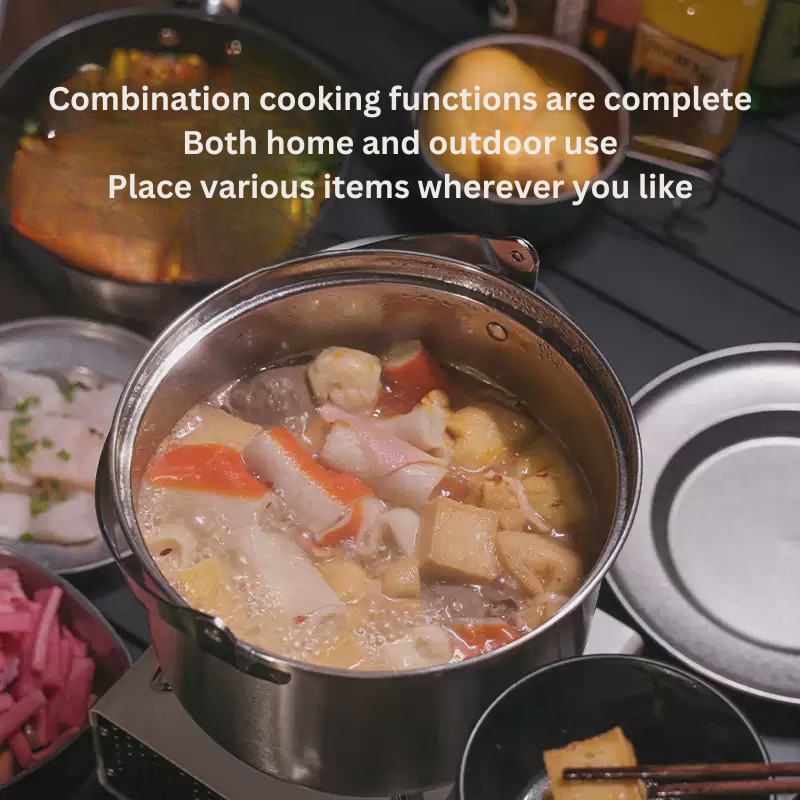 Combination cooking functions are complete
Both home and outdoor use
Place various items wherever you like